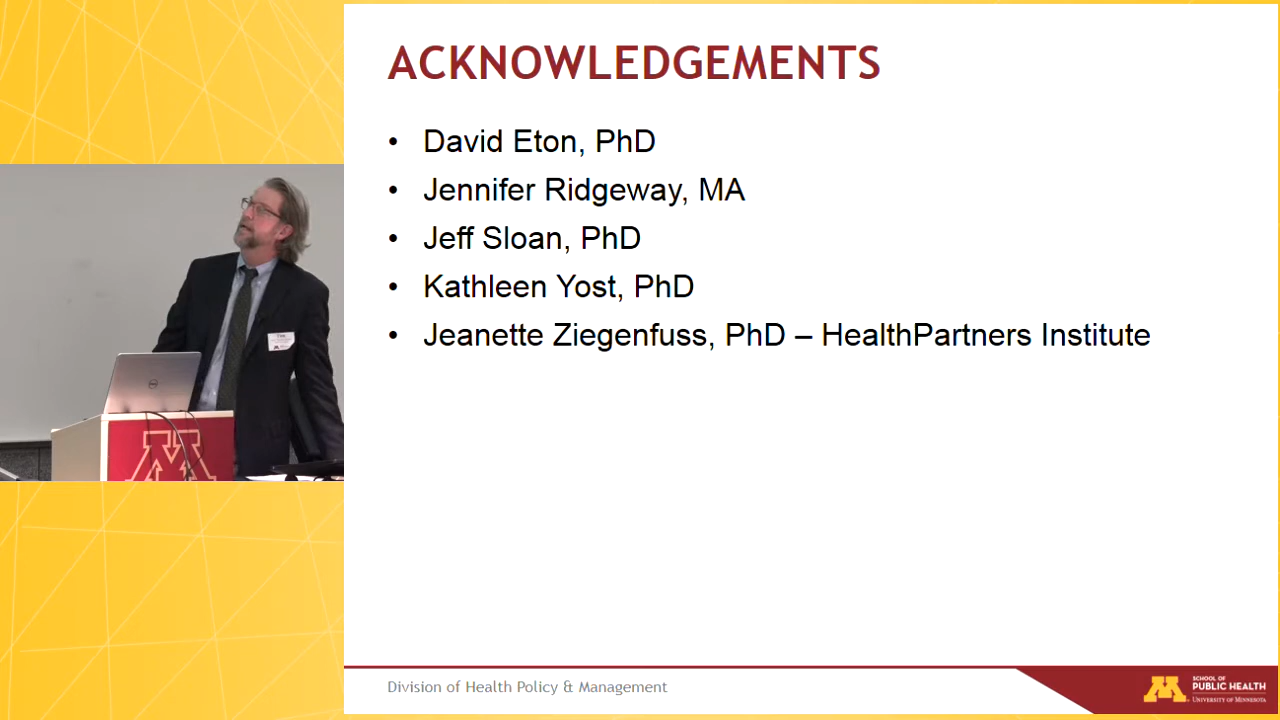 ACKNOWLEDGEMENTS
• David Eton, PhD
• Jennifer Ridgeway, MA
• Jeff Sloan, PhD
• Kathleen Yost, PhD
• Jeanette Ziegenfuss, PhD – HealthPartners Institute
Division of Health Policy & Management
M
SCHOOL OF
PUBLIC HEALTH
UNIVERSITY OF MINNESOTA
M